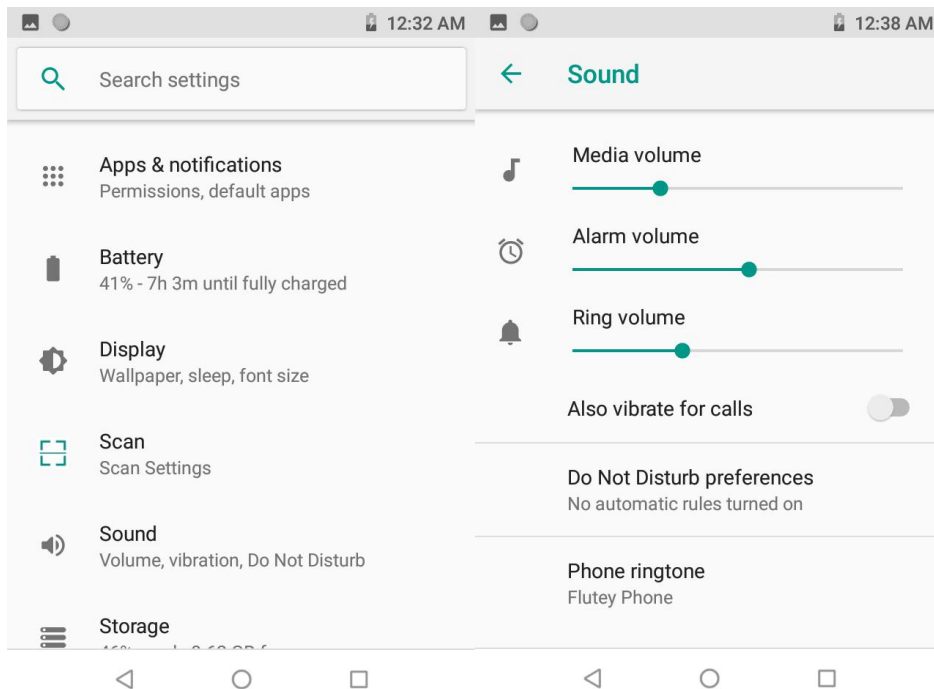 12:32 AM
Search settings
Apps & notifications
Permissions, default apps
Battery
41% - 7h 3m until fully charged
Display
Wallpaper, sleep, font size
Scan
Scan Settings
Sound
Volume, vibration, Do Not Disturb
Storage
12:38 AM
Sound
Media volume
Alarm volume
Ring volume
Also vibrate for calls
Do Not Disturb preferences
No automatic rules turned on
Phone ringtone
Flutey Phone